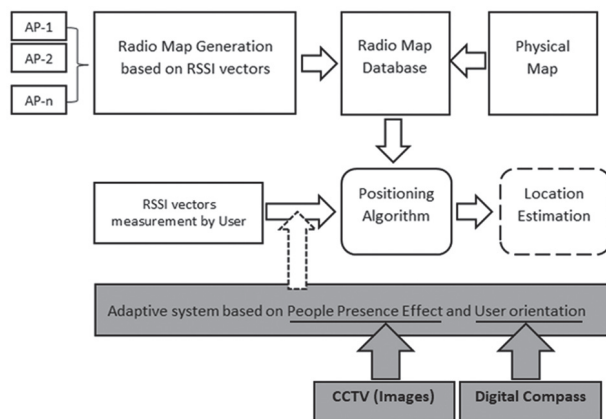 AP-1
AP-2
AP-n
Radio Map Generation
based on RSSI vectors
Radio Map
Database
Physical
Map
RSSI vectors
measurement by User
Positioning
Algorithm
Location
Estimation
Adaptive system based on People Presence Effect and User orientation
CCTV (Images)
Digital Compass